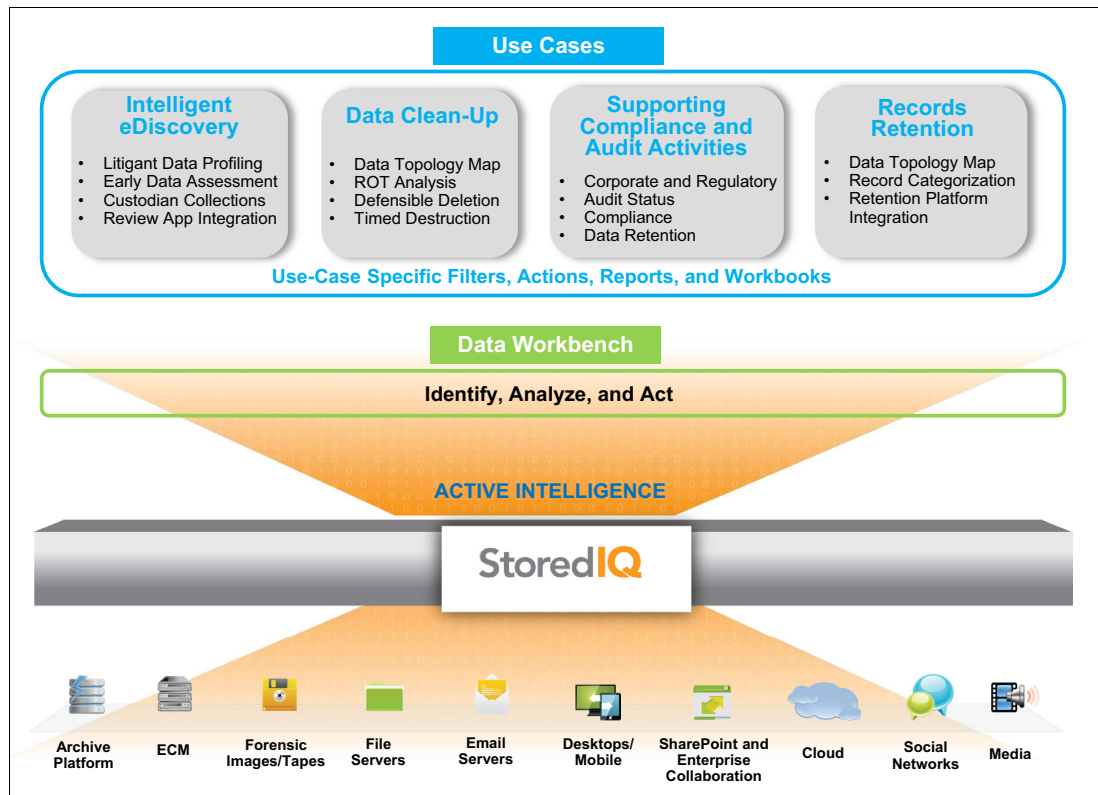 Use Cases
Intelligent
eDiscovery
• Litigant Data Profiling
• Early Data Assessment
• Custodian Collections
• Review App Integration
Data Clean-Up
• Data Topology Map
• ROT Analysis
• Defensible Deletion
• Timed Destruction
Supporting
Compliance and
Audit Activities
• Corporate and Regulatory
• Audit Status
• Compliance
• Data Retention
Records
Retention
• Data Topology Map
• Record Categorization
• Retention Platform
Integration
Use-Case Specific Filters, Actions, Reports, and Workbooks
Data Workbench
Identify, Analyze, and Act
ACTIVE INTELLIGENCE
StoredIQ
Archive
Platform
ECM
Forensic
Images/Tapes
File
Servers
Email
Servers
Desktops/
Mobile
SharePoint and
Enterprise
Collaboration
Cloud
Social
Networks
Media